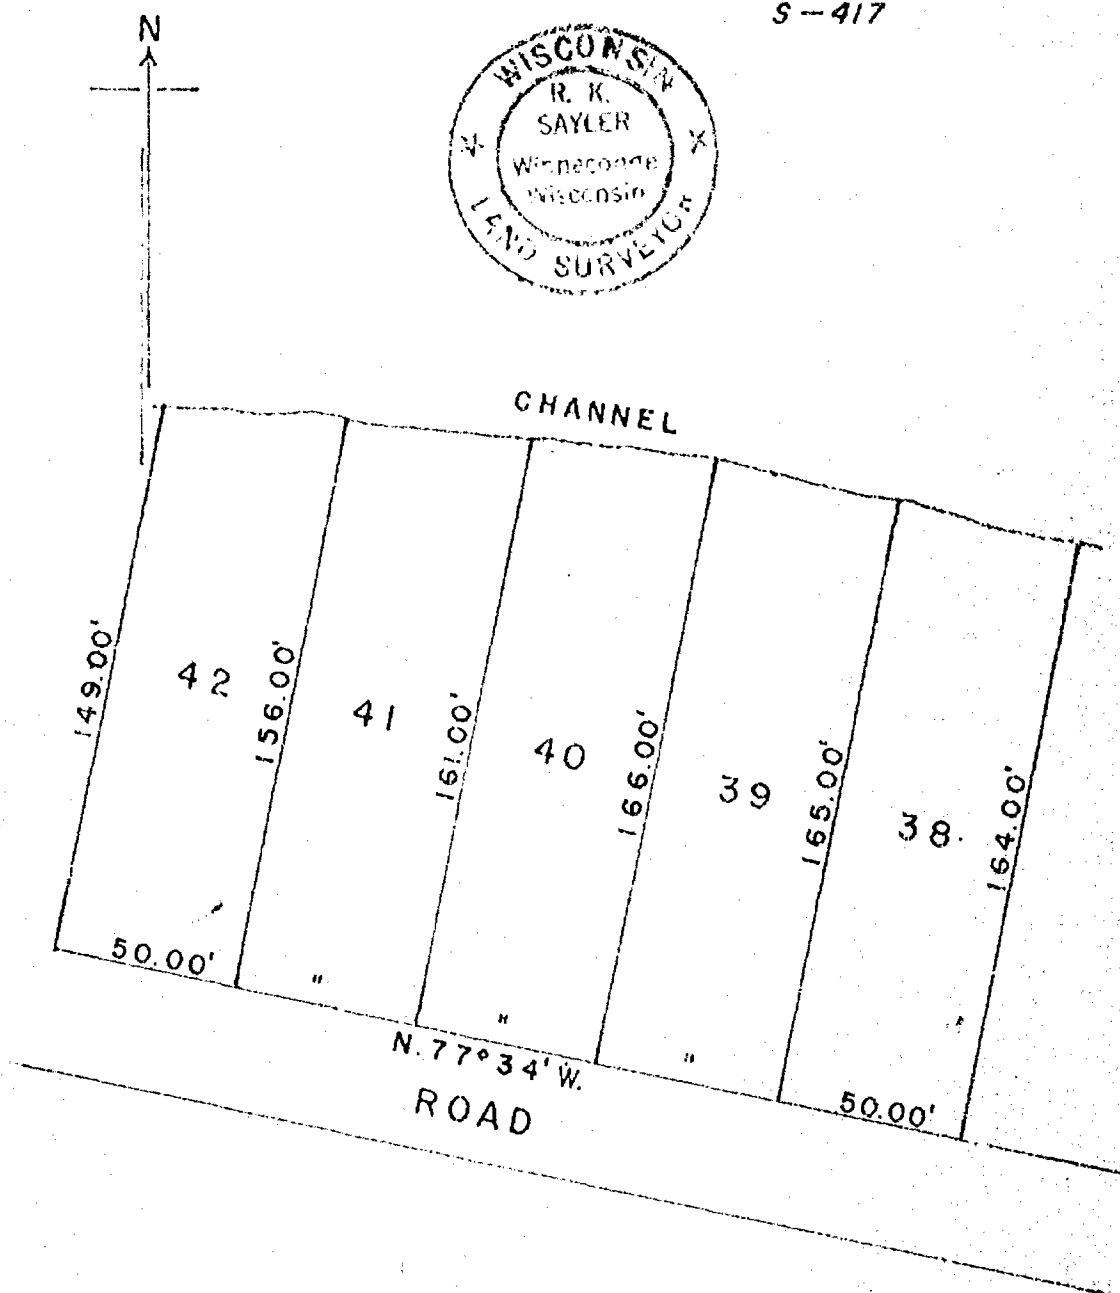 S-417
N
WISCONSIN
R. K.
SAYLER
Winneconne
Wisconsin
LAND SURVEYOR
CHANNEL
149.00'
42
156.00'
41
161.00'
40
166.00'
39
165.00'
38.
164.00'
50.00'
"
"
"
50.00'
N. 77° 34' W.
ROAD